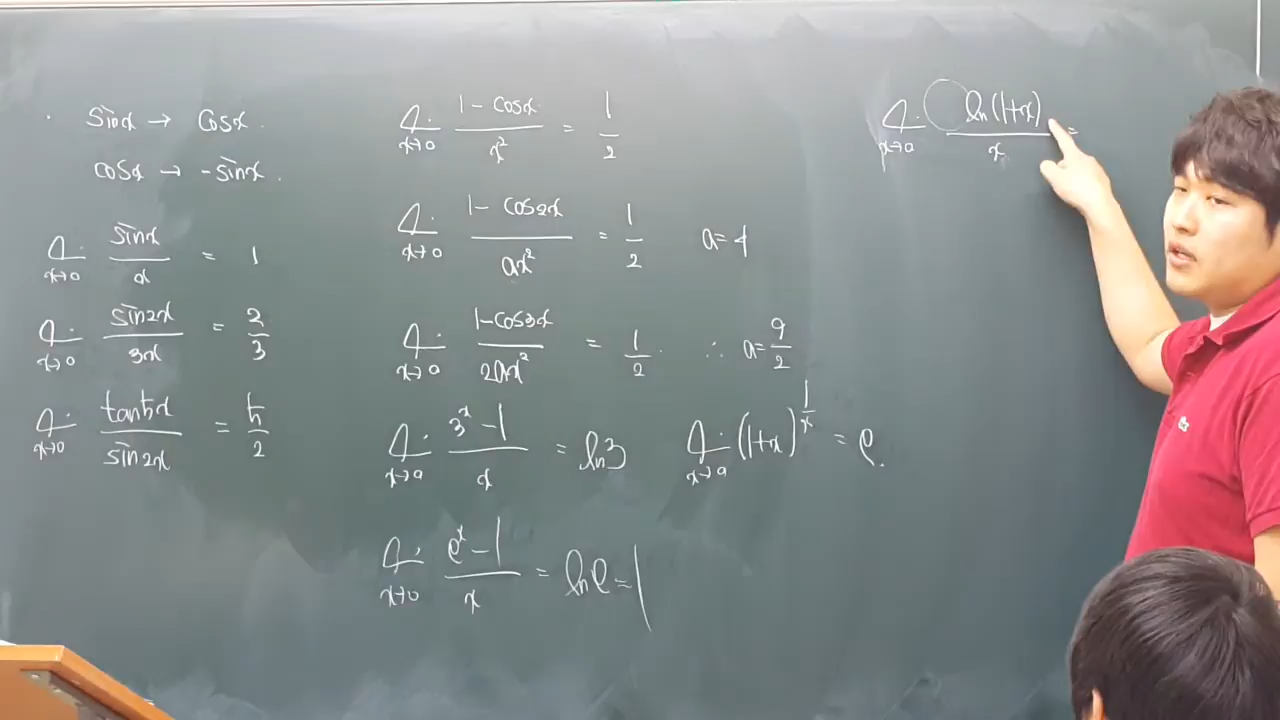 · sinx → cosx.
cosx → -sinx.
lim x→0 sinx/x = 1
lim x→0 sin2x/3x = 2/3
lim x→0 tan5x/sin2x = 5/2
lim x→0 1-cosx/x² = 1/2
lim x→0 1-cos2x/ax² = 1/2 a=4
lim x→0 1-cos3x/2ax² = 1/2. ∴ a=9/2
lim x→0 3^x-1/x = ln3 lim x→0 (1+x)^(1/x) = e.
lim x→0 e^x-1/x = lne=1
lim x→0 ln(1+x)/x =